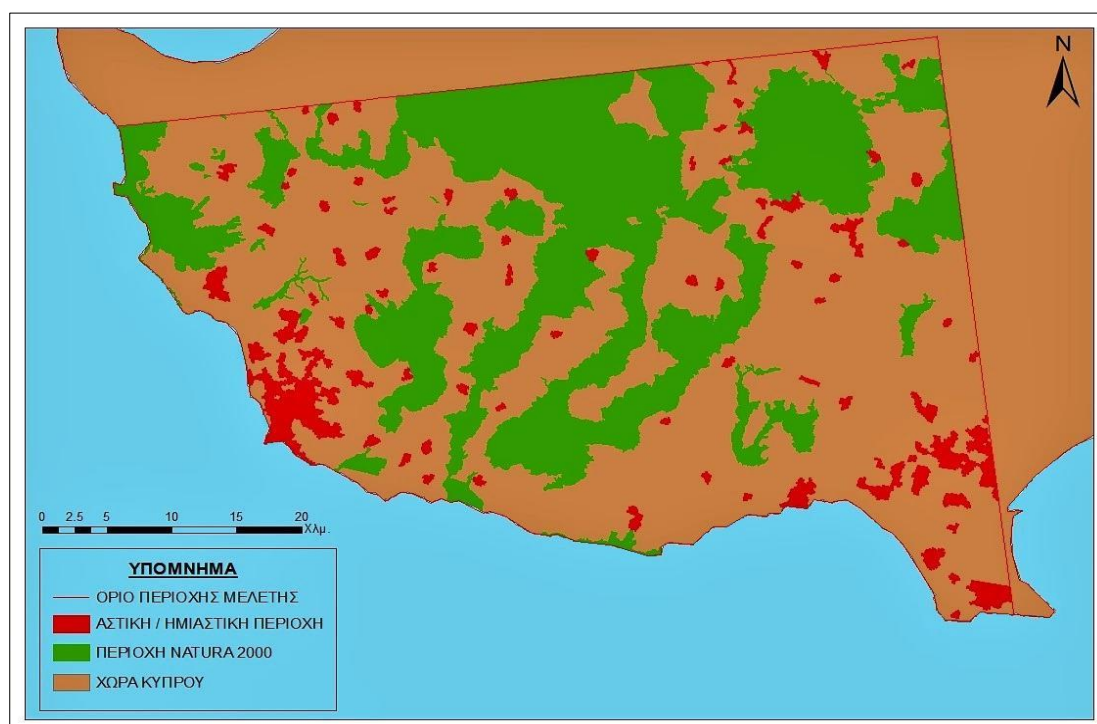 N
0 2.5 5 10 15 20
Χλμ.
ΥΠΟΜΝΗΜΑ
ΟΡΙΟ ΠΕΡΙΟΧΗΣ ΜΕΛΕΤΗΣ
ΑΣΤΙΚΗ / ΗΜΙΑΣΤΙΚΗ ΠΕΡΙΟΧΗ
ΠΕΡΙΟΧΗ NATURA 2000
ΧΩΡΑ ΚΥΠΡΟΥ